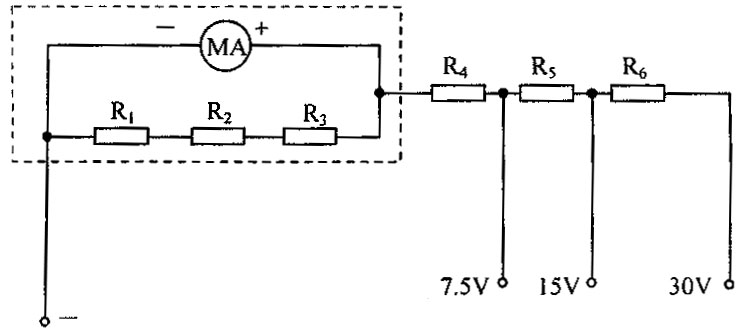 − MA +
R₄ R₅ R₆
R₁ R₂ R₃
7.5V 15V 30V
−